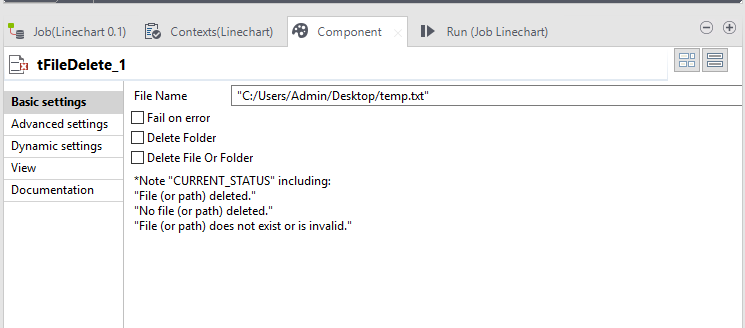 Job(Linechart 0.1)
Contexts(Linechart)
Component
Run (Job Linechart)
tFileDelete_1
Basic settings
Advanced settings
Dynamic settings
View
Documentation
File Name
"C:/Users/Admin/Desktop/temp.txt"
Fail on error
Delete Folder
Delete File Or Folder
*Note "CURRENT_STATUS" including:
"File (or path) deleted."
"No file (or path) deleted."
"File (or path) does not exist or is invalid."